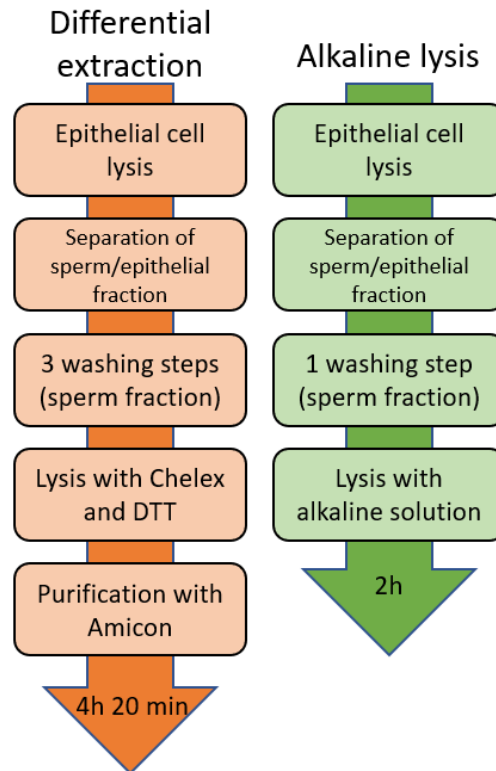 Differential
extraction
Epithelial cell
lysis
Separation of
sperm/epithelial
fraction
3 washing steps
(sperm fraction)
Lysis with Chelex
and DTT
Purification with
Amicon
4h 20 min
Alkaline lysis
Epithelial cell
lysis
Separation of
sperm/epithelial
fraction
1 washing step
(sperm fraction)
Lysis with
alkaline solution
2h